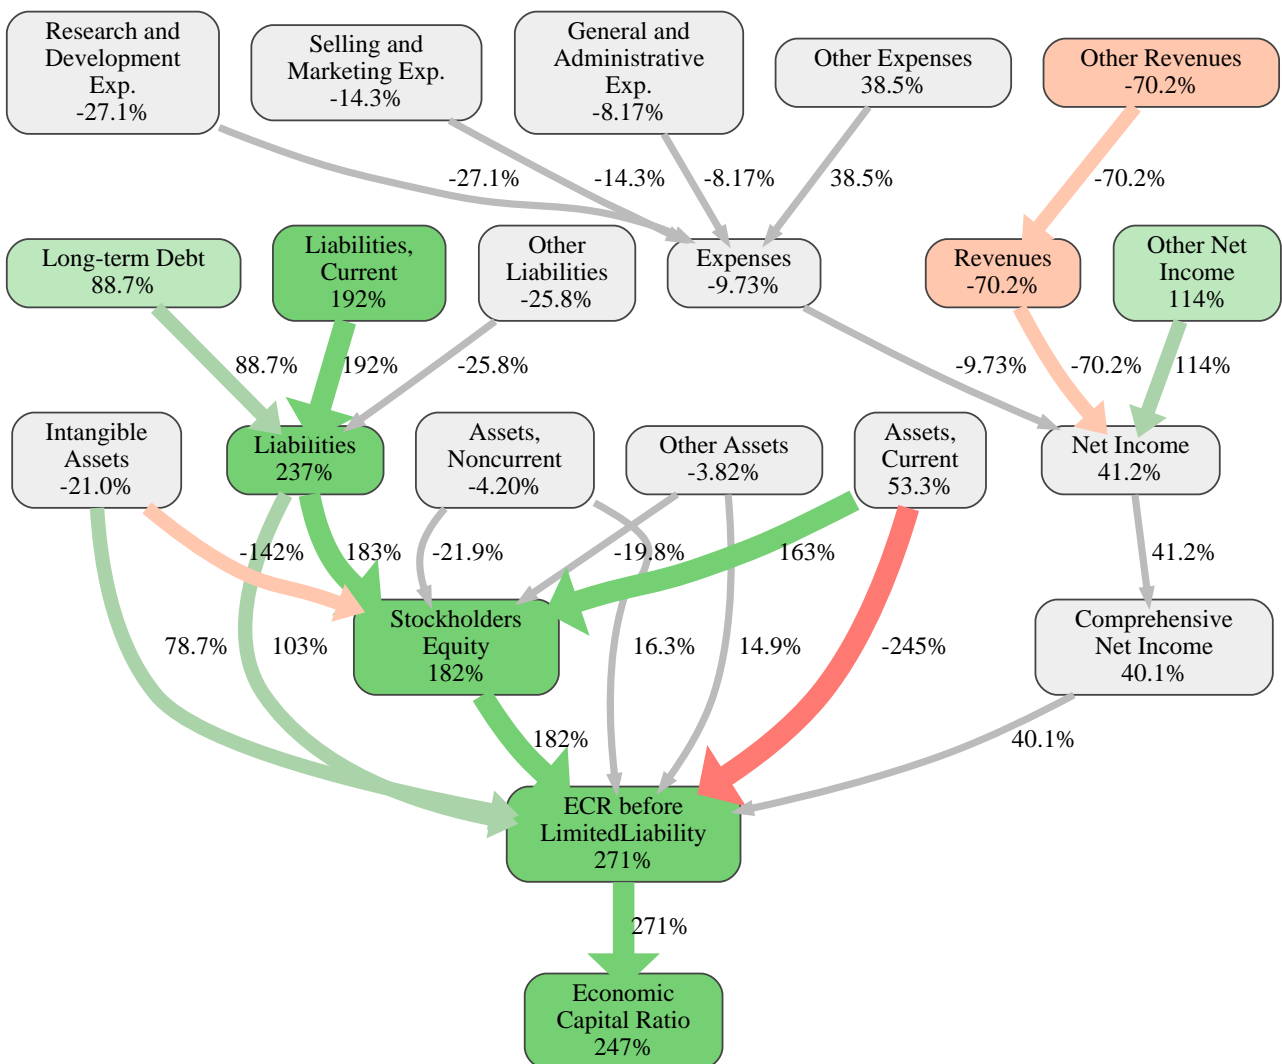 Research and
Development
Exp.
-27.1%
Selling and
Marketing Exp.
-14.3%
General and
Administrative
Exp.
-8.17%
Other Expenses
38.5%
Other Revenues
-70.2%
-27.1%
-14.3%
-8.17%
38.5%
-70.2%
Long-term Debt
88.7%
Liabilities,
Current
192%
Other
Liabilities
-25.8%
Expenses
-9.73%
Revenues
-70.2%
Other Net
Income
114%
88.7%
192%
-25.8%
-9.73%
-70.2%
114%
Intangible
Assets
-21.0%
Liabilities
237%
Assets,
Noncurrent
-4.20%
Other Assets
-3.82%
Assets,
Current
53.3%
Net Income
41.2%
-142%
183%
-21.9%
-19.8%
163%
41.2%
Stockholders
Equity
182%
Comprehensive
Net Income
40.1%
78.7%
103%
16.3%
14.9%
-245%
182%
40.1%
ECR before
LimitedLiability
271%
271%
Economic
Capital Ratio
247%